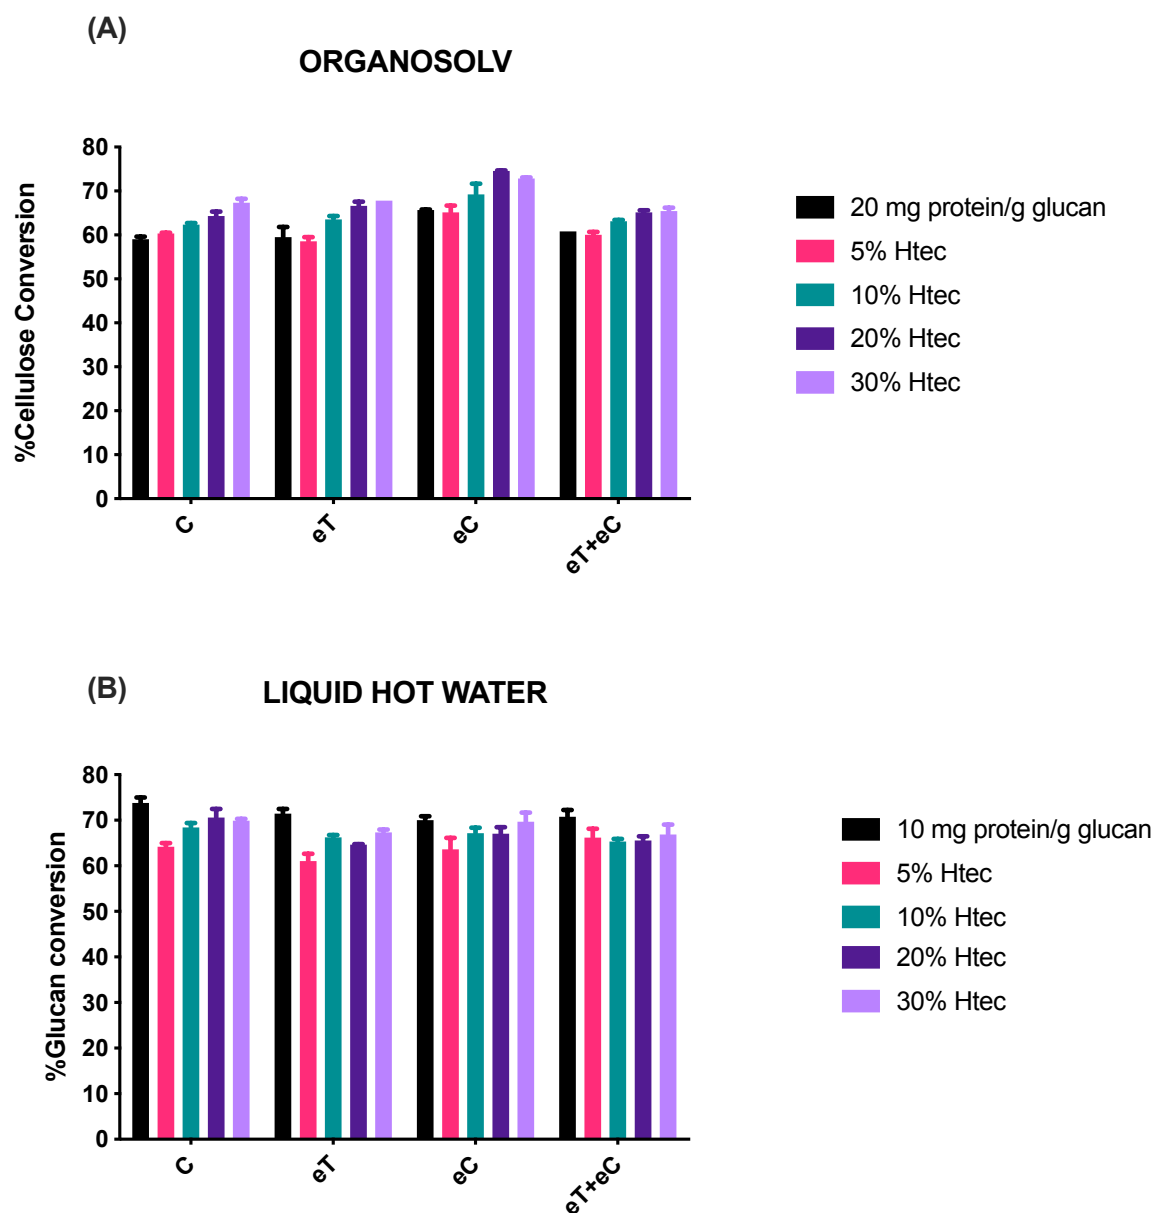 (A)
ORGANOSOLV
%Cellulose Conversion
80
70
60
50
40
30
20
10
0
C
eT
eC
eT+eC
20 mg protein/g glucan
5% Htec
10% Htec
20% Htec
30% Htec
(B)
LIQUID HOT WATER
%Glucan conversion
80
70
60
50
40
30
20
10
0
C
eT
eC
eT+eC
10 mg protein/g glucan
5% Htec
10% Htec
20% Htec
30% Htec